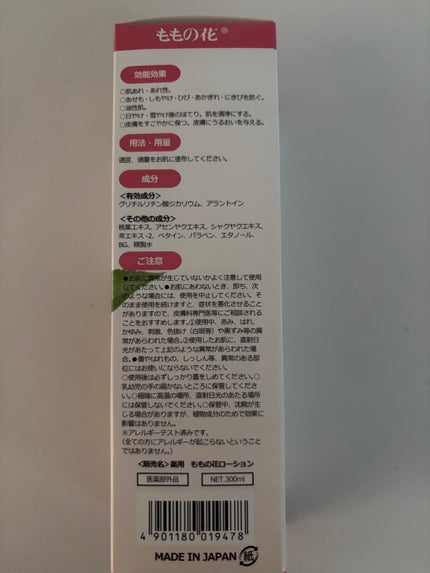 ももの花®
効能効果
○肌あれ・あれ性。
○あせも・しもやけ・ひび・あかぎれ・にきびを防ぐ。
○油性肌。
○日やけ・雪やけ後のほてり。肌を清浄にする。
○皮膚をすこやかに保つ。皮膚にうるおいを与える。
用法・用量
適宜、適量をお肌に塗布してください。
成分
<有効成分>
グリチルリチン酸ジカリウム、アラントイン
<その他の成分>
桃葉エキス、アセンヤクエキス、シャクヤクエキス、
茶エキス-2、ベタイン、パラベン、エタノール、
BG、精製水
ご注意
●お肌に異常が生じていないかよく注意して使用
してください。●お肌にあわないとき、即ち、次
のような場合には、使用を中止してください。そ
のまま使用を続けますと、症状を悪化させること
がありますので、皮膚科専門医等にご相談される
ことをおすすめします。①使用中、赤み、はれ、
かゆみ、刺激、色抜け(白斑等)や黒ずみ等の異
常があらわれた場合。②使用したお肌に、直射日
光があたって上記のような異常があらわれた場
合。●傷やはれもの、しっしん等、異常のある部
位にはお使いにならないでください。
○使用後は必ずしっかり蓋をしめてください。○
乳幼児の手の届かないところに保管してくださ
い。○極端に高温の場所、直射日光のあたる場所
には保管しないでください。○保管中、沈殿が生
じる場合がありますが、植物成分のためで効果に
影響はありません。
※アレルギーテスト済みです。
(全ての方にアレルギーが起こらないということ
ではありません。)
<販売名>薬用 ももの花ローション
医薬部外品 NET.300ml
4 901180 019478
MADE IN JAPAN 紙